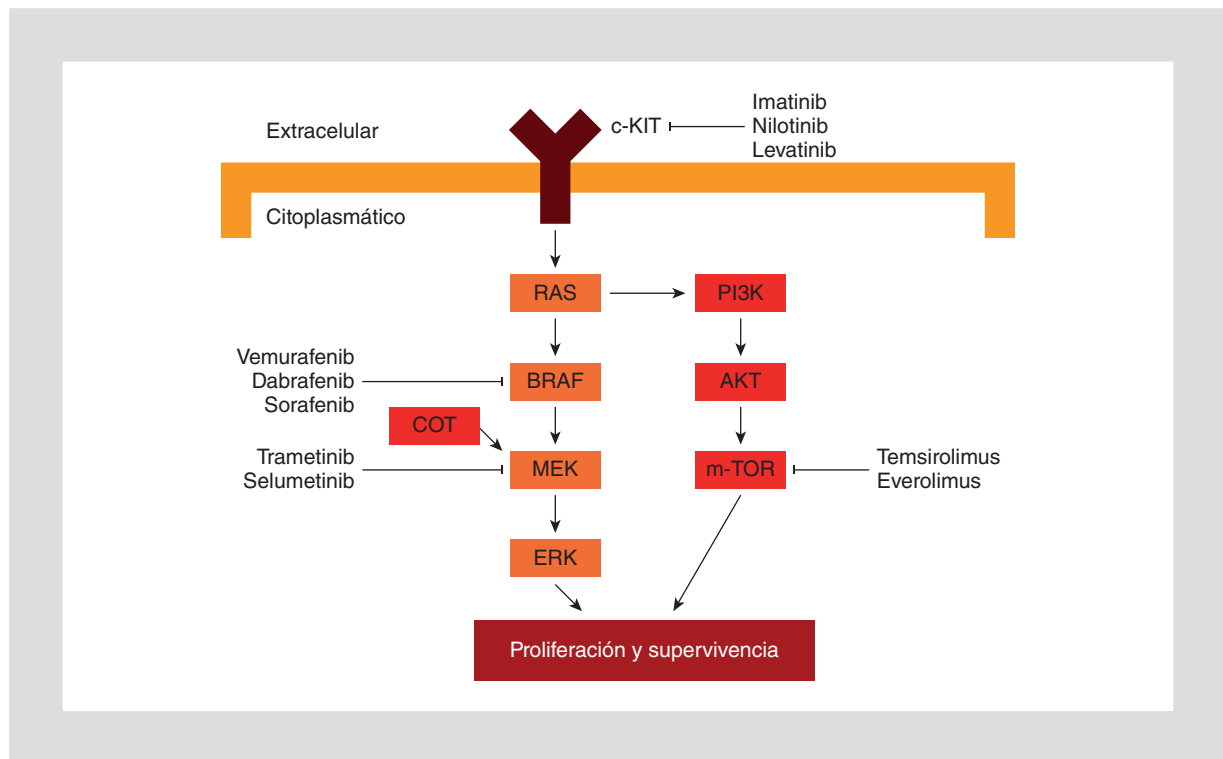 Extracelular
c-KIT
Imatinib
Nilotinib
Levatinib
Citoplasmático
RAS
PI3K
Vemurafenib
Dabrafenib
Sorafenib
BRAF
AKT
COT
Trametinib
Selumetinib
MEK
m-TOR
Temsirolimus
Everolimus
ERK
Proliferación y supervivencia